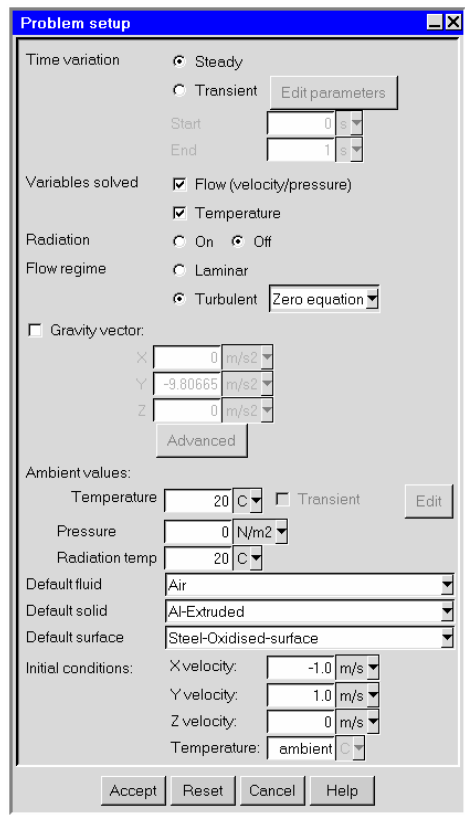 Problem setup
Time variation Steady
Transient Edit parameters
Start 0 s
End 1 s
Variables solved Flow (velocity/pressure)
Temperature
Radiation On Off
Flow regime Laminar
Turbulent Zero equation
Gravity vector:
X 0 m/s2
Y -9.80665 m/s2
Z 0 m/s2
Advanced
Ambient values:
Temperature 20 C Transient Edit
Pressure 0 N/m2
Radiation temp 20 C
Default fluid Air
Default solid Al-Extruded
Default surface Steel-Oxidised-surface
Initial conditions: X velocity: -1.0 m/s
Y velocity: 1.0 m/s
Z velocity: 0 m/s
Temperature: ambient C
Accept Reset Cancel Help